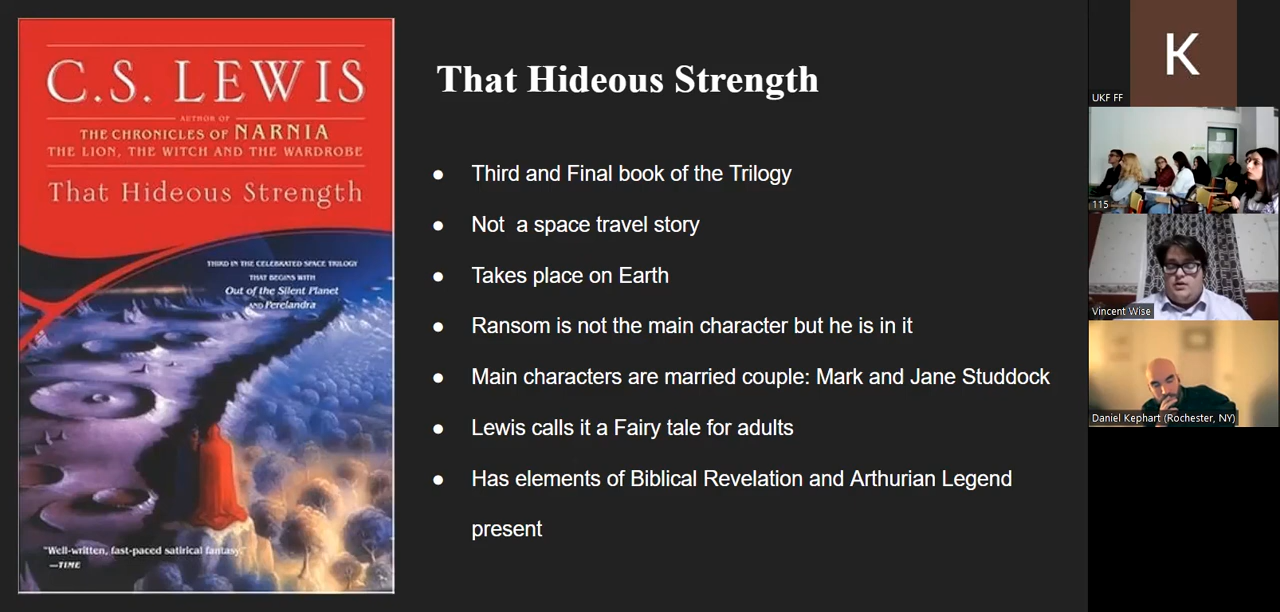 C.S. LEWIS
AUTHOR OF
THE CHRONICLES OF NARNIA
THE LION, THE WITCH AND THE WARDROBE
That Hideous Strength
THIRD IN THE CELEBRATED SPACE TRILOGY
THAT BEGINS WITH
Out of the Silent Planet
AND Perelandra
"Well-written, fast-paced satirical fantasy."
—TIME
That Hideous Strength
● Third and Final book of the Trilogy
● Not  a space travel story
● Takes place on Earth
● Ransom is not the main character but he is in it
● Main characters are married couple: Mark and Jane Studdock
● Lewis calls it a Fairy tale for adults
● Has elements of Biblical Revelation and Arthurian Legend
present
K
UKF FF
115
Vincent Wise
Daniel Kephart (Rochester, NY)